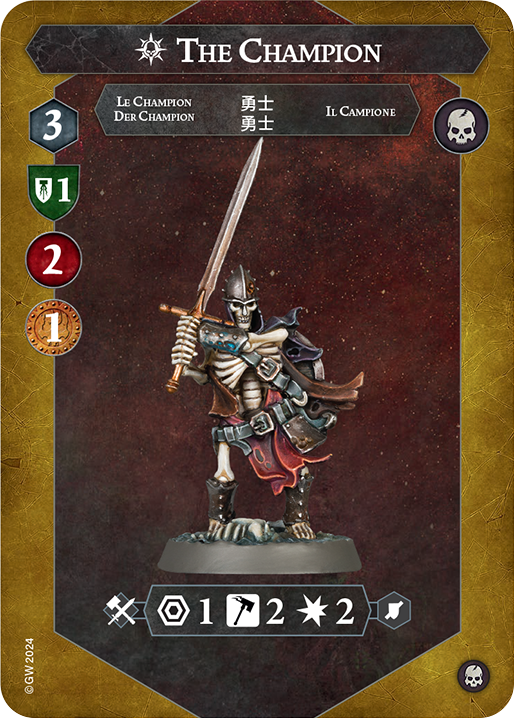 The Champion
Le Champion
Der Champion
勇士
勇士
Il Campione
3
1
2
1
1 2 2
©GW 2024